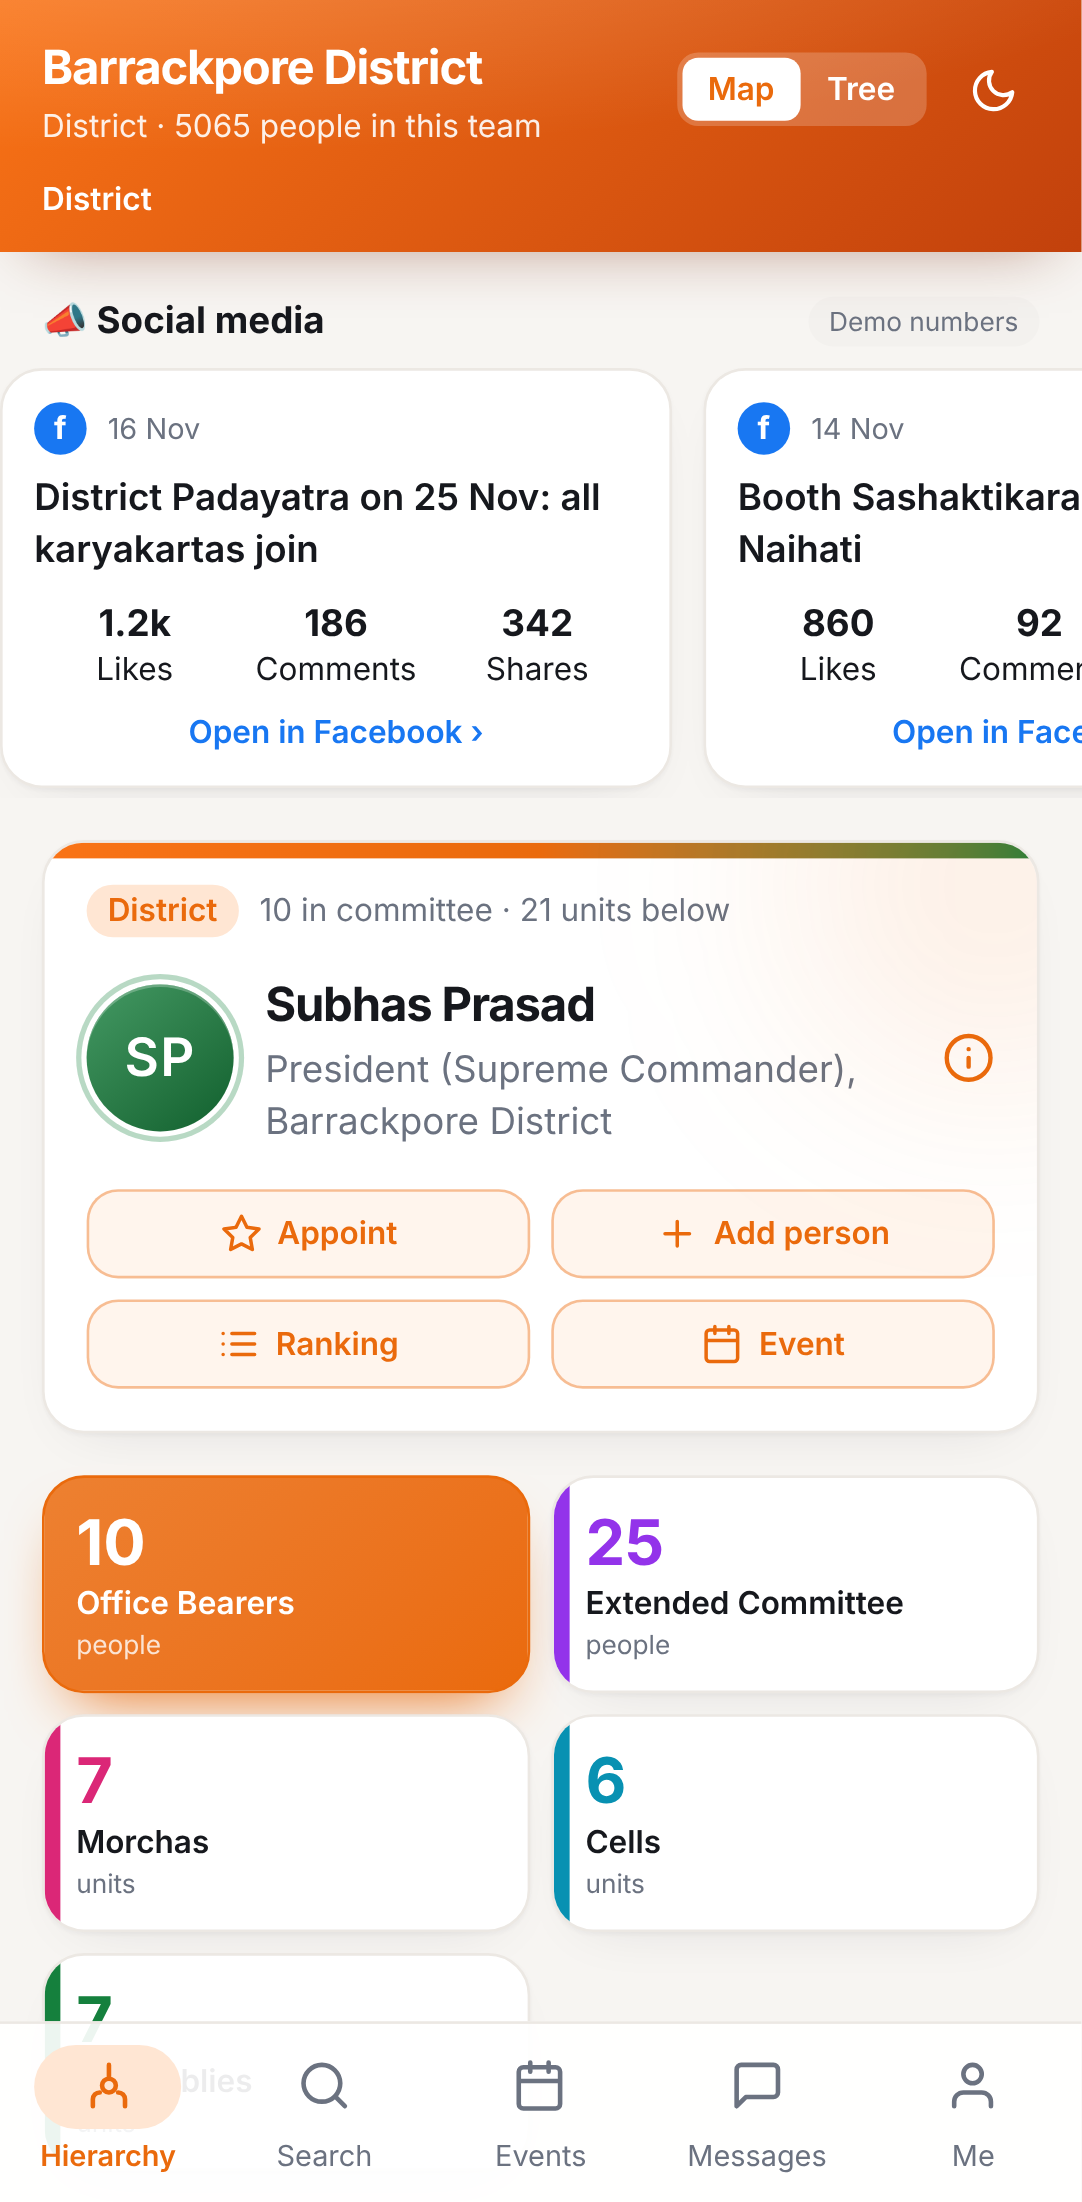 Barrackpore District
District · 5065 people in this team
Map
Tree
District
📣 Social media
Demo numbers
f
16 Nov
District Padayatra on 25 Nov: all
karyakartas join
1.2k
186
342
Likes
Comments
Shares
Open in Facebook ›
f
14 Nov
Booth Sashaktikara
Naihati
860
92
Likes
Commer
Open in Face
District
10 in committee · 21 units below
SP
Subhas Prasad
President (Supreme Commander),
Barrackpore District
Appoint
Add person
Ranking
Event
10
Office Bearers
people
25
Extended Committee
people
7
Morchas
units
6
Cells
units
7
blies
Hierarchy
Search
Events
Messages
Me